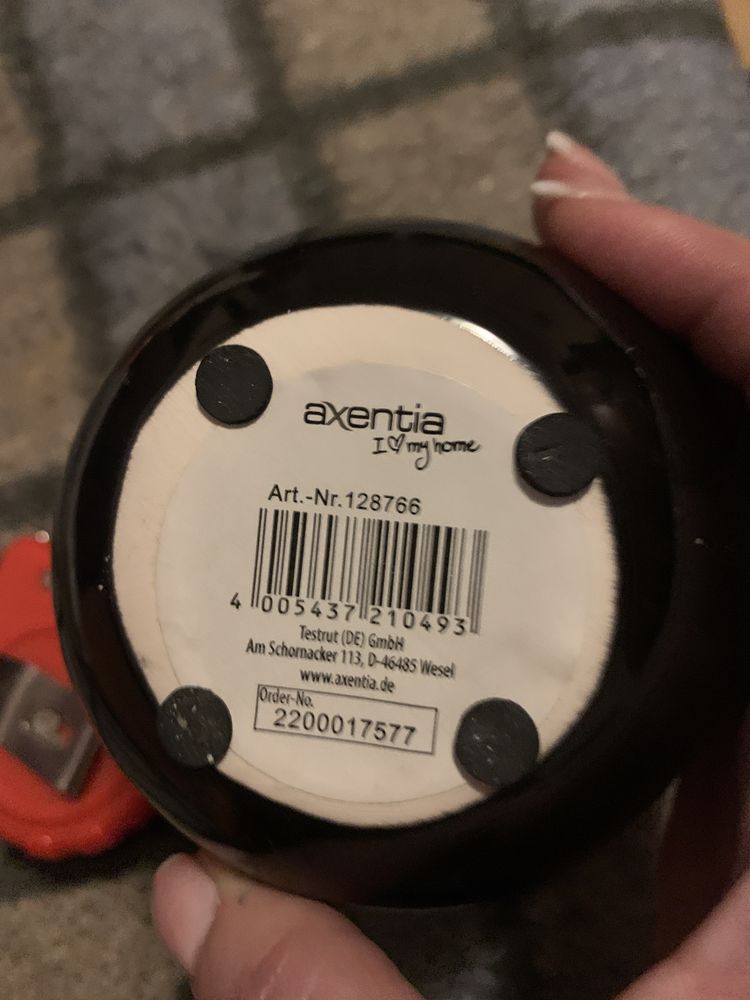 axentia
I ♡ my home
Art.-Nr.128766
4 005437 210493
Testrut (DE) GmbH
Am Schornacker 113, D-46485 Wesel
www.axentia.de
Order-No.
2200017577